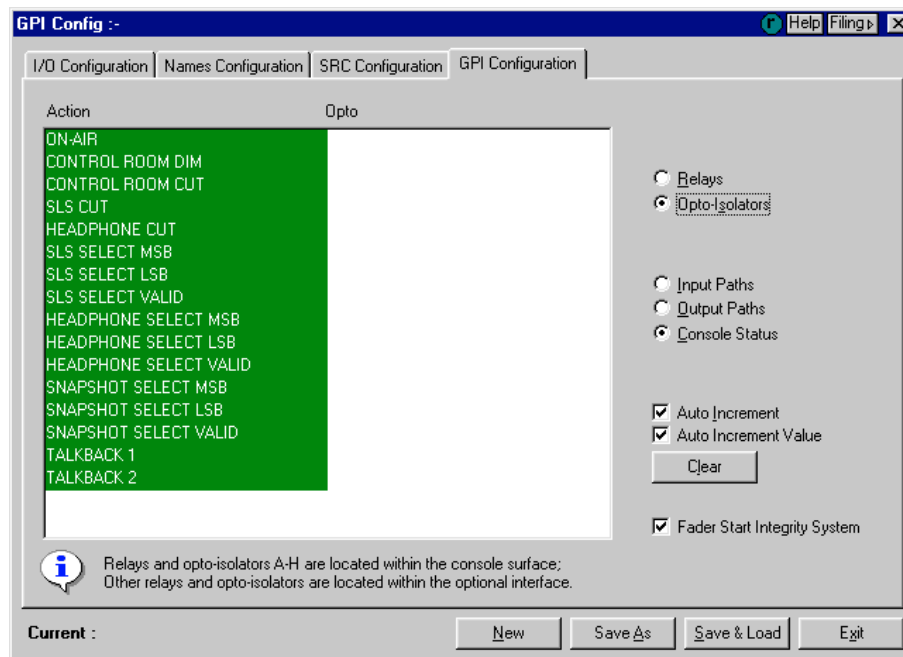 GPI Config :-
r Help Filing
I/O Configuration Names Configuration SRC Configuration GPI Configuration
Action Opto
ON-AIR
CONTROL ROOM DIM
CONTROL ROOM CUT
SLS CUT
HEADPHONE CUT
SLS SELECT MSB
SLS SELECT LSB
SLS SELECT VALID
HEADPHONE SELECT MSB
HEADPHONE SELECT LSB
HEADPHONE SELECT VALID
SNAPSHOT SELECT MSB
SNAPSHOT SELECT LSB
SNAPSHOT SELECT VALID
TALKBACK 1
TALKBACK 2
Relays
Opto-Isolators
Input Paths
Output Paths
Console Status
Auto Increment
Auto Increment Value
Clear
Fader Start Integrity System
Relays and opto-isolators A-H are located within the console surface;
Other relays and opto-isolators are located within the optional interface.
Current :
New Save As Save & Load Exit